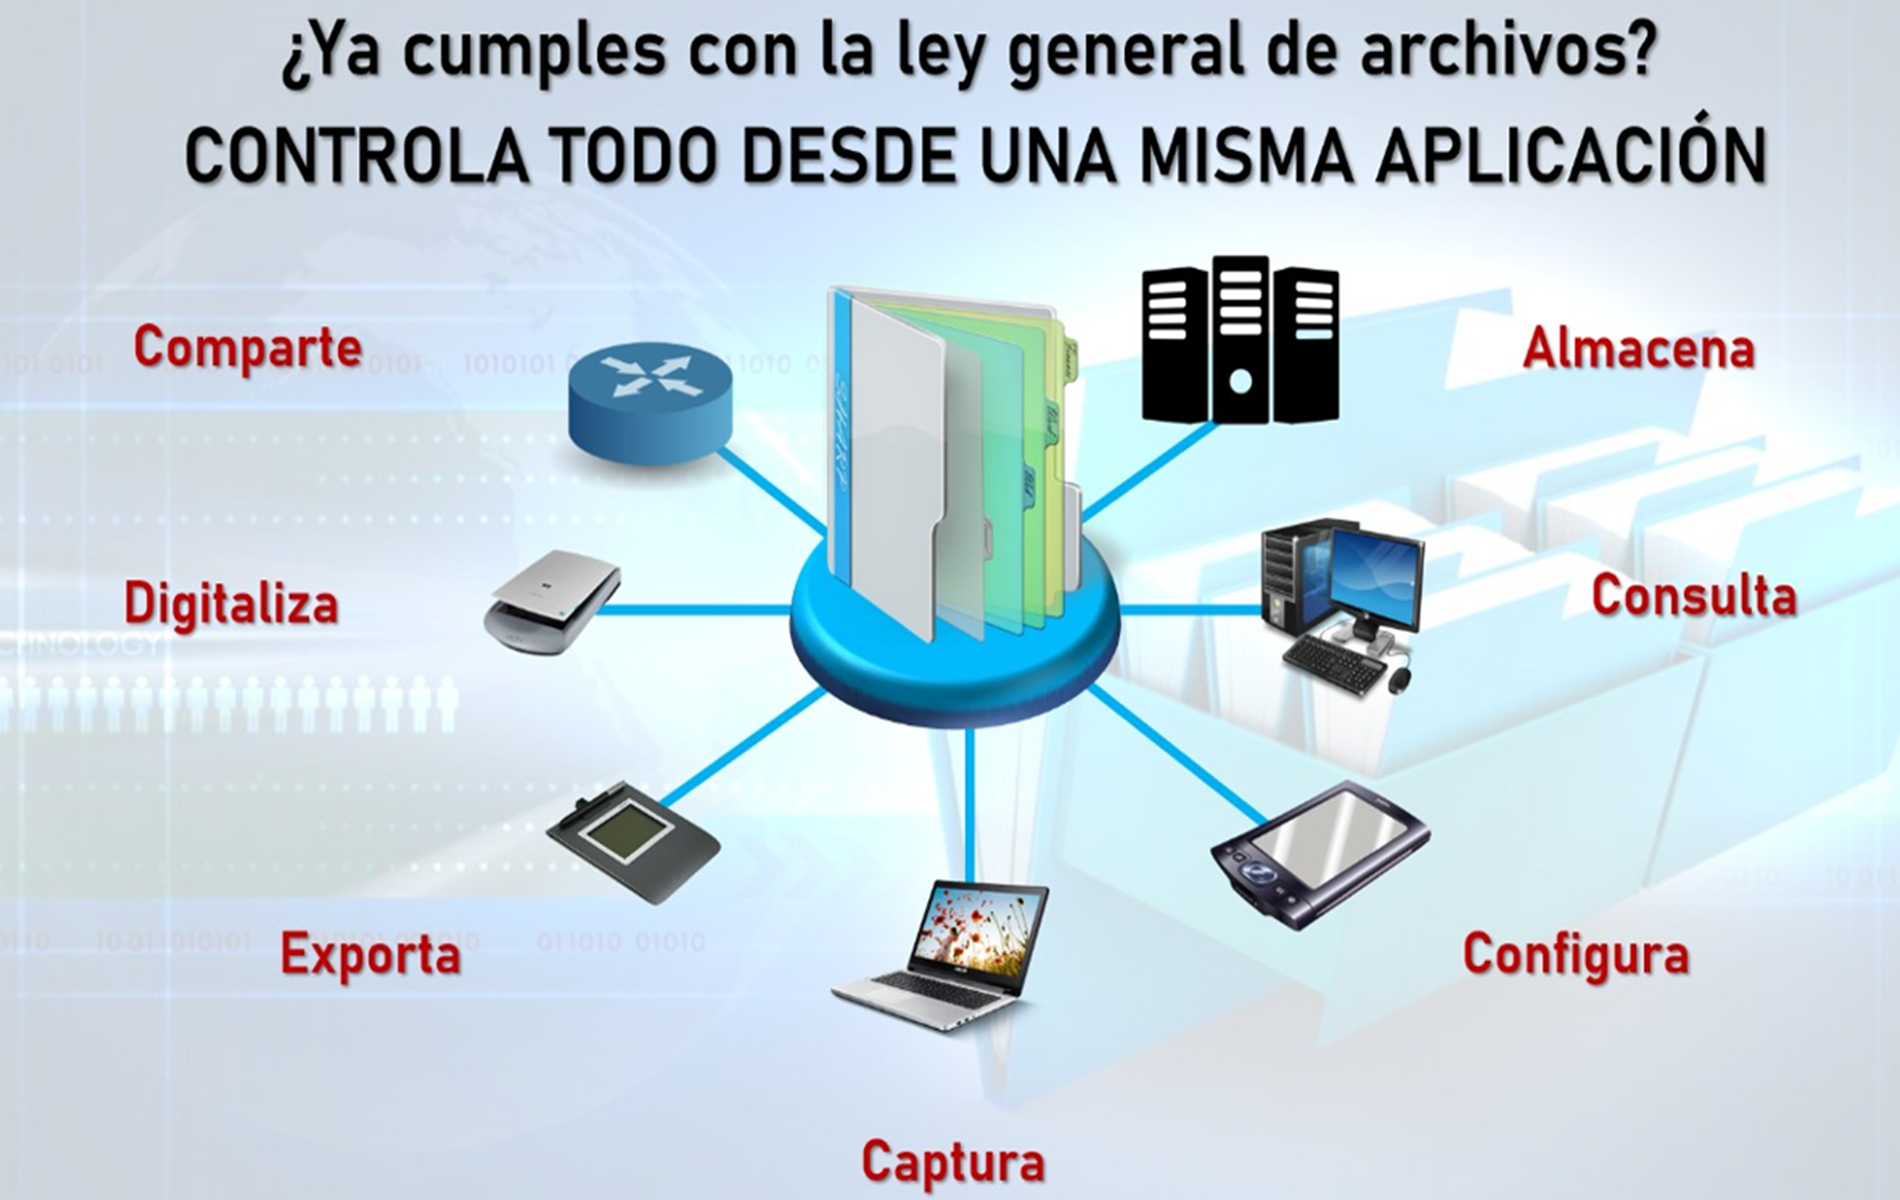 ¿Ya cumples con la ley general de archivos?
CONTROLA TODO DESDE UNA MISMA APLICACIÓN
Comparte
Almacena
Digitaliza
Consulta
Exporta
Configura
Captura